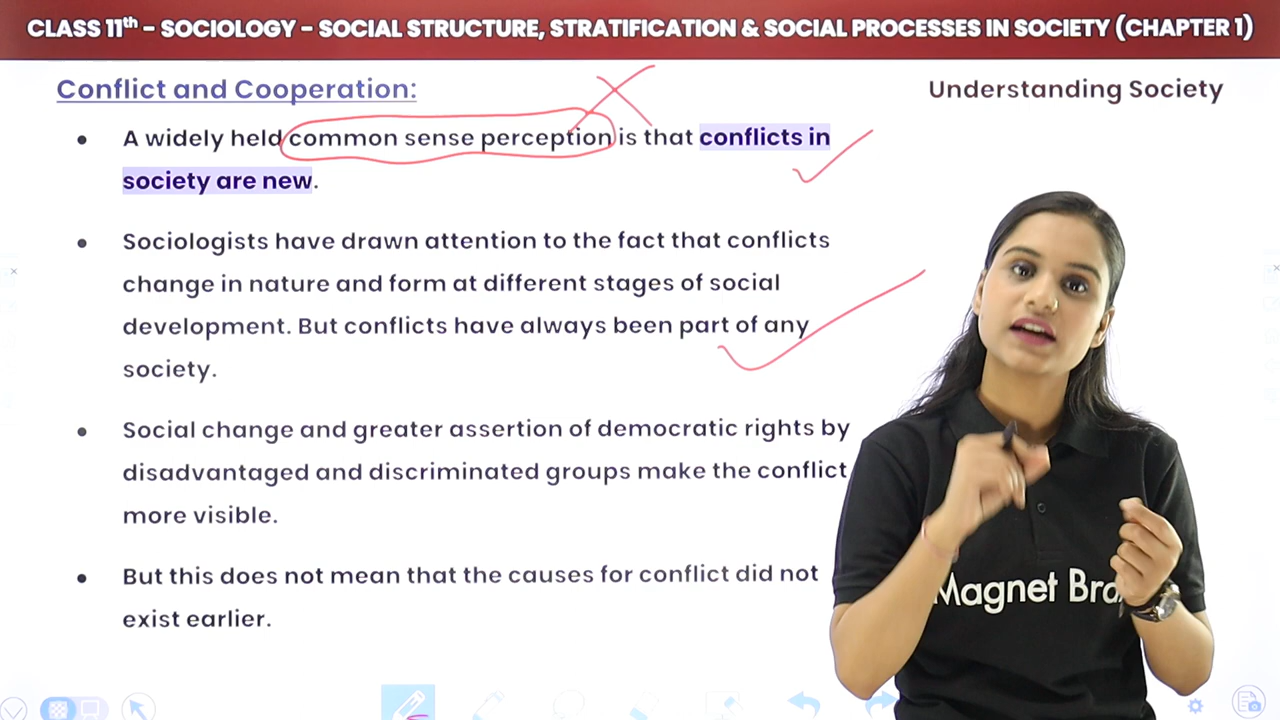 CLASS 11th - SOCIOLOGY - SOCIAL STRUCTURE, STRATIFICATION & SOCIAL PROCESSES IN SOCIETY (CHAPTER 1)
Conflict and Cooperation:
Understanding Society
• A widely held common sense perception is that conflicts in
society are new.
• Sociologists have drawn attention to the fact that conflicts
change in nature and form at different stages of social
development. But conflicts have always been part of any
society.
• Social change and greater assertion of democratic rights by
disadvantaged and discriminated groups make the conflict
more visible.
• But this does not mean that the causes for conflict did not
exist earlier.
Magnet Bra